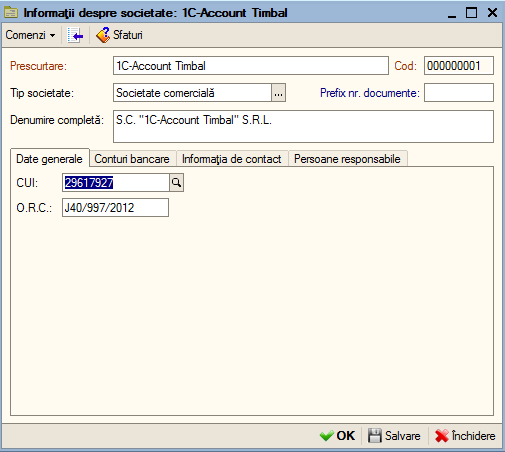 Informaţii despre societate: 1C-Account Timbal
Comenzi Sfaturi
Prescurtare: 1C-Account Timbal Cod: 000000001
Tip societate: Societate comercială ... Prefix nr. documente:
Denumire completă: S.C. "1C-Account Timbal" S.R.L.
Date generale Conturi bancare Informaţia de contact Persoane responsabile
CUI: 29617927
O.R.C.: J40/997/2012
OK Salvare Închidere